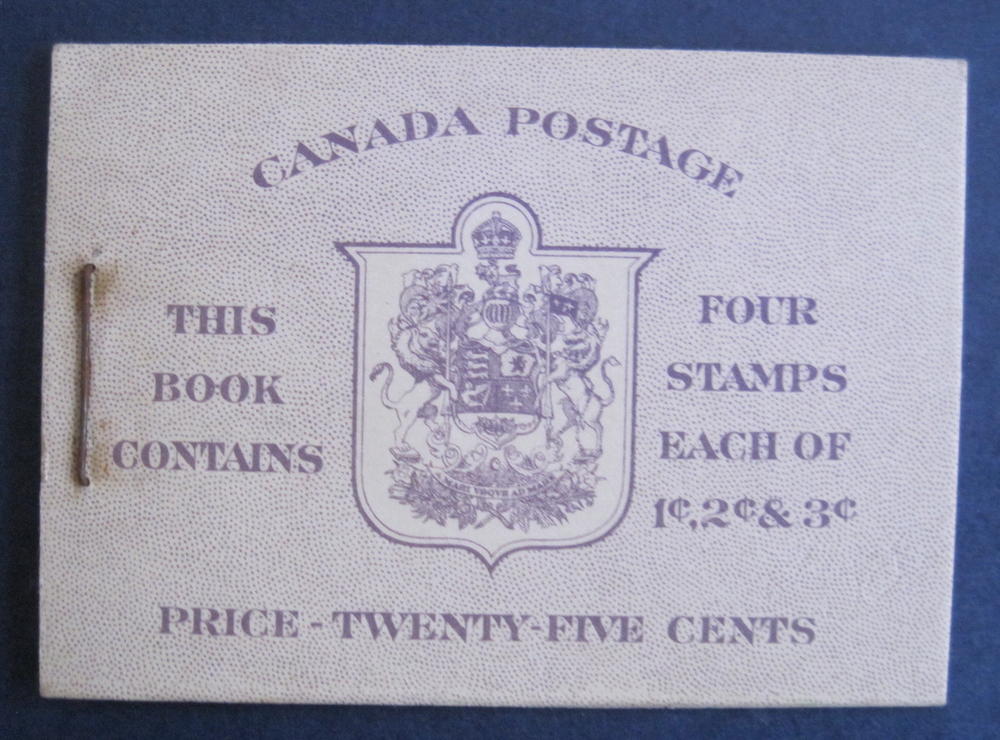 CANADA POSTAGE
THIS
BOOK
CONTAINS
FOUR
STAMPS
EACH OF
1¢,2¢& 3¢
PRICE - TWENTY-FIVE CENTS